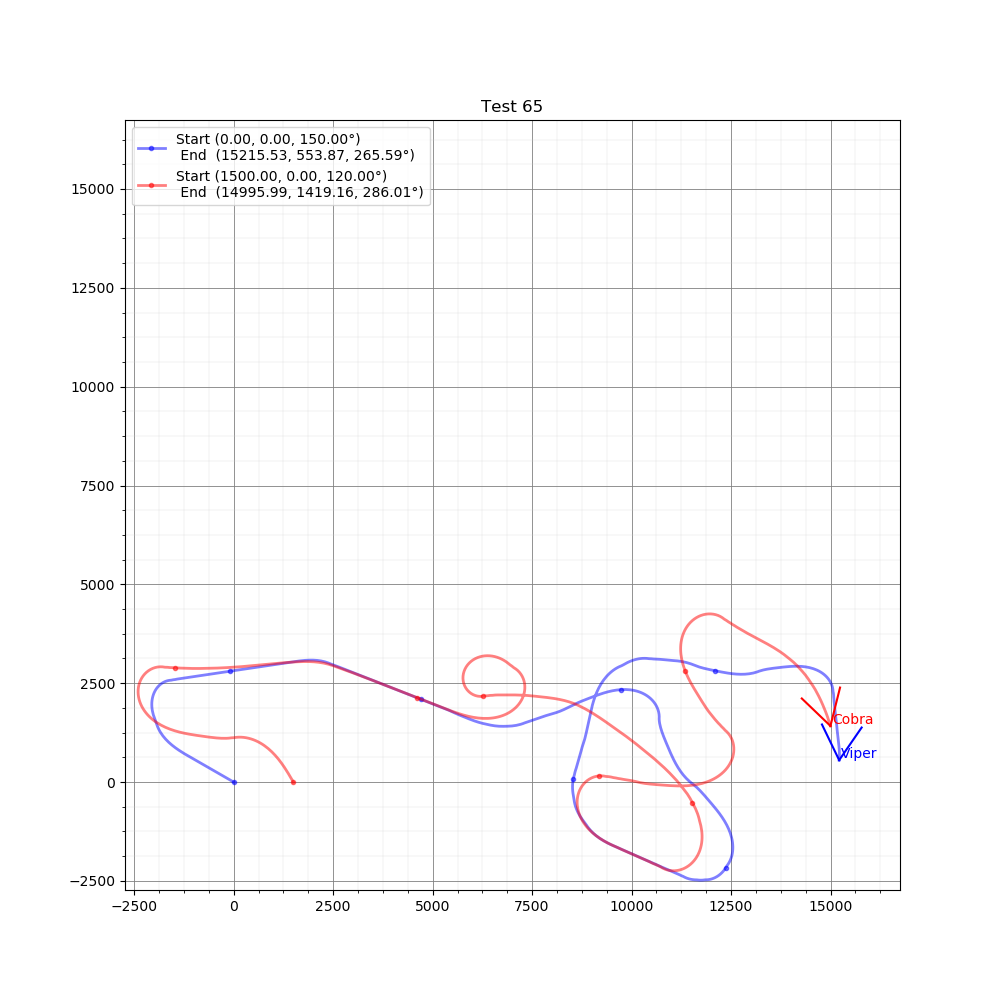 Test 65
Start (0.00, 0.00, 150.00°)
End (15215.53, 553.87, 265.59°)
Start (1500.00, 0.00, 120.00°)
End (14995.99, 1419.16, 286.01°)
15000
12500
10000
7500
5000
2500
0
−2500
Cobra
Viper
−2500 0 2500 5000 7500 10000 12500 15000